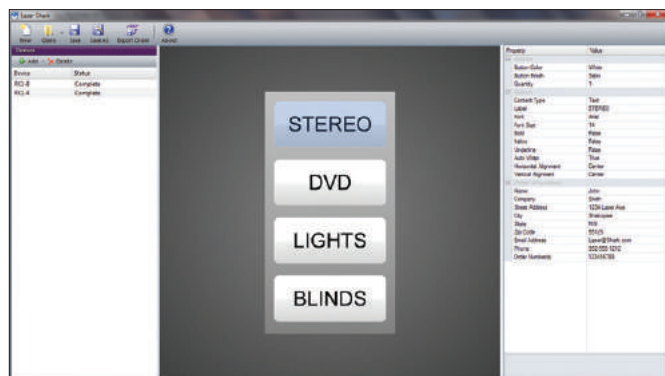 Laser Shark
New Open Save Save As Export Order About
Devices
Add Delete
Device Status
RCL-8 Complete
RCL-4 Complete
STEREO
DVD
LIGHTS
BLINDS
Property Value
Button Color White
Button Finish Satin
Quantity 1
Content Type Text
Label STEREO
Font Arial
Font Size 14
Bold False
Italics False
Underline False
Auto Wrap True
Horizontal Alignment Center
Vertical Alignment Center
Name John
Company Smith
Street Address 1234 Laser Ave
City Shakopee
State MN
Zip Code
Email Address Laser@Shark.com
Phone 952-555-1212
Order Number(s) 123456789